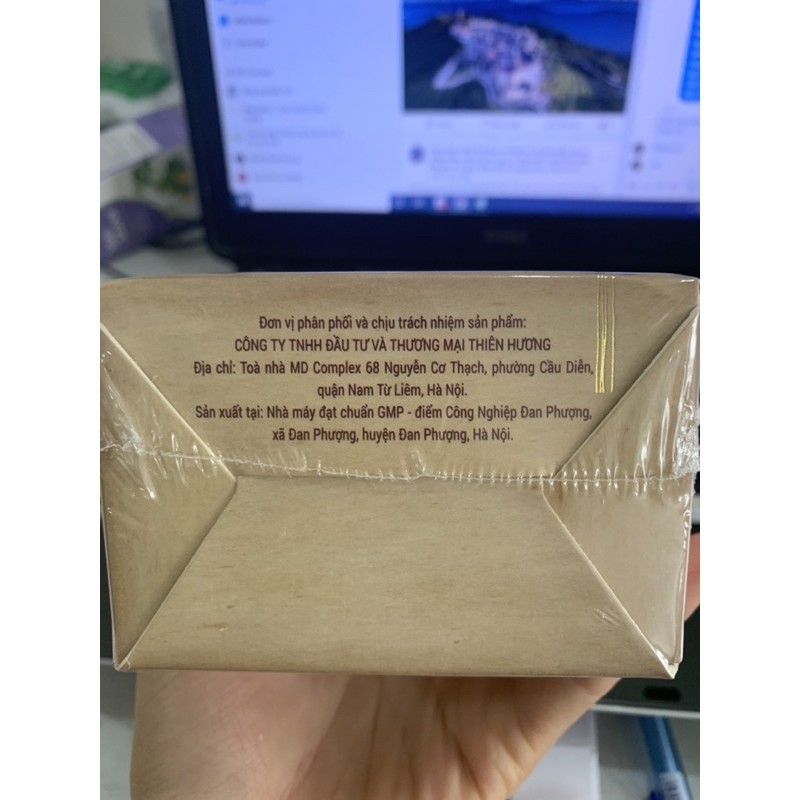 Đơn vị phân phối và chịu trách nhiệm sản phẩm:
CÔNG TY TNHH ĐẦU TƯ VÀ THƯƠNG MẠI THIÊN HƯƠNG
Địa chỉ: Toà nhà MD Complex 68 Nguyễn Cơ Thạch, phường Cầu Diễn,
quận Nam Từ Liêm, Hà Nội.
Sản xuất tại: Nhà máy đạt chuẩn GMP - điểm Công Nghiệp Đan Phượng,
xã Đan Phượng, huyện Đan Phượng, Hà Nội.